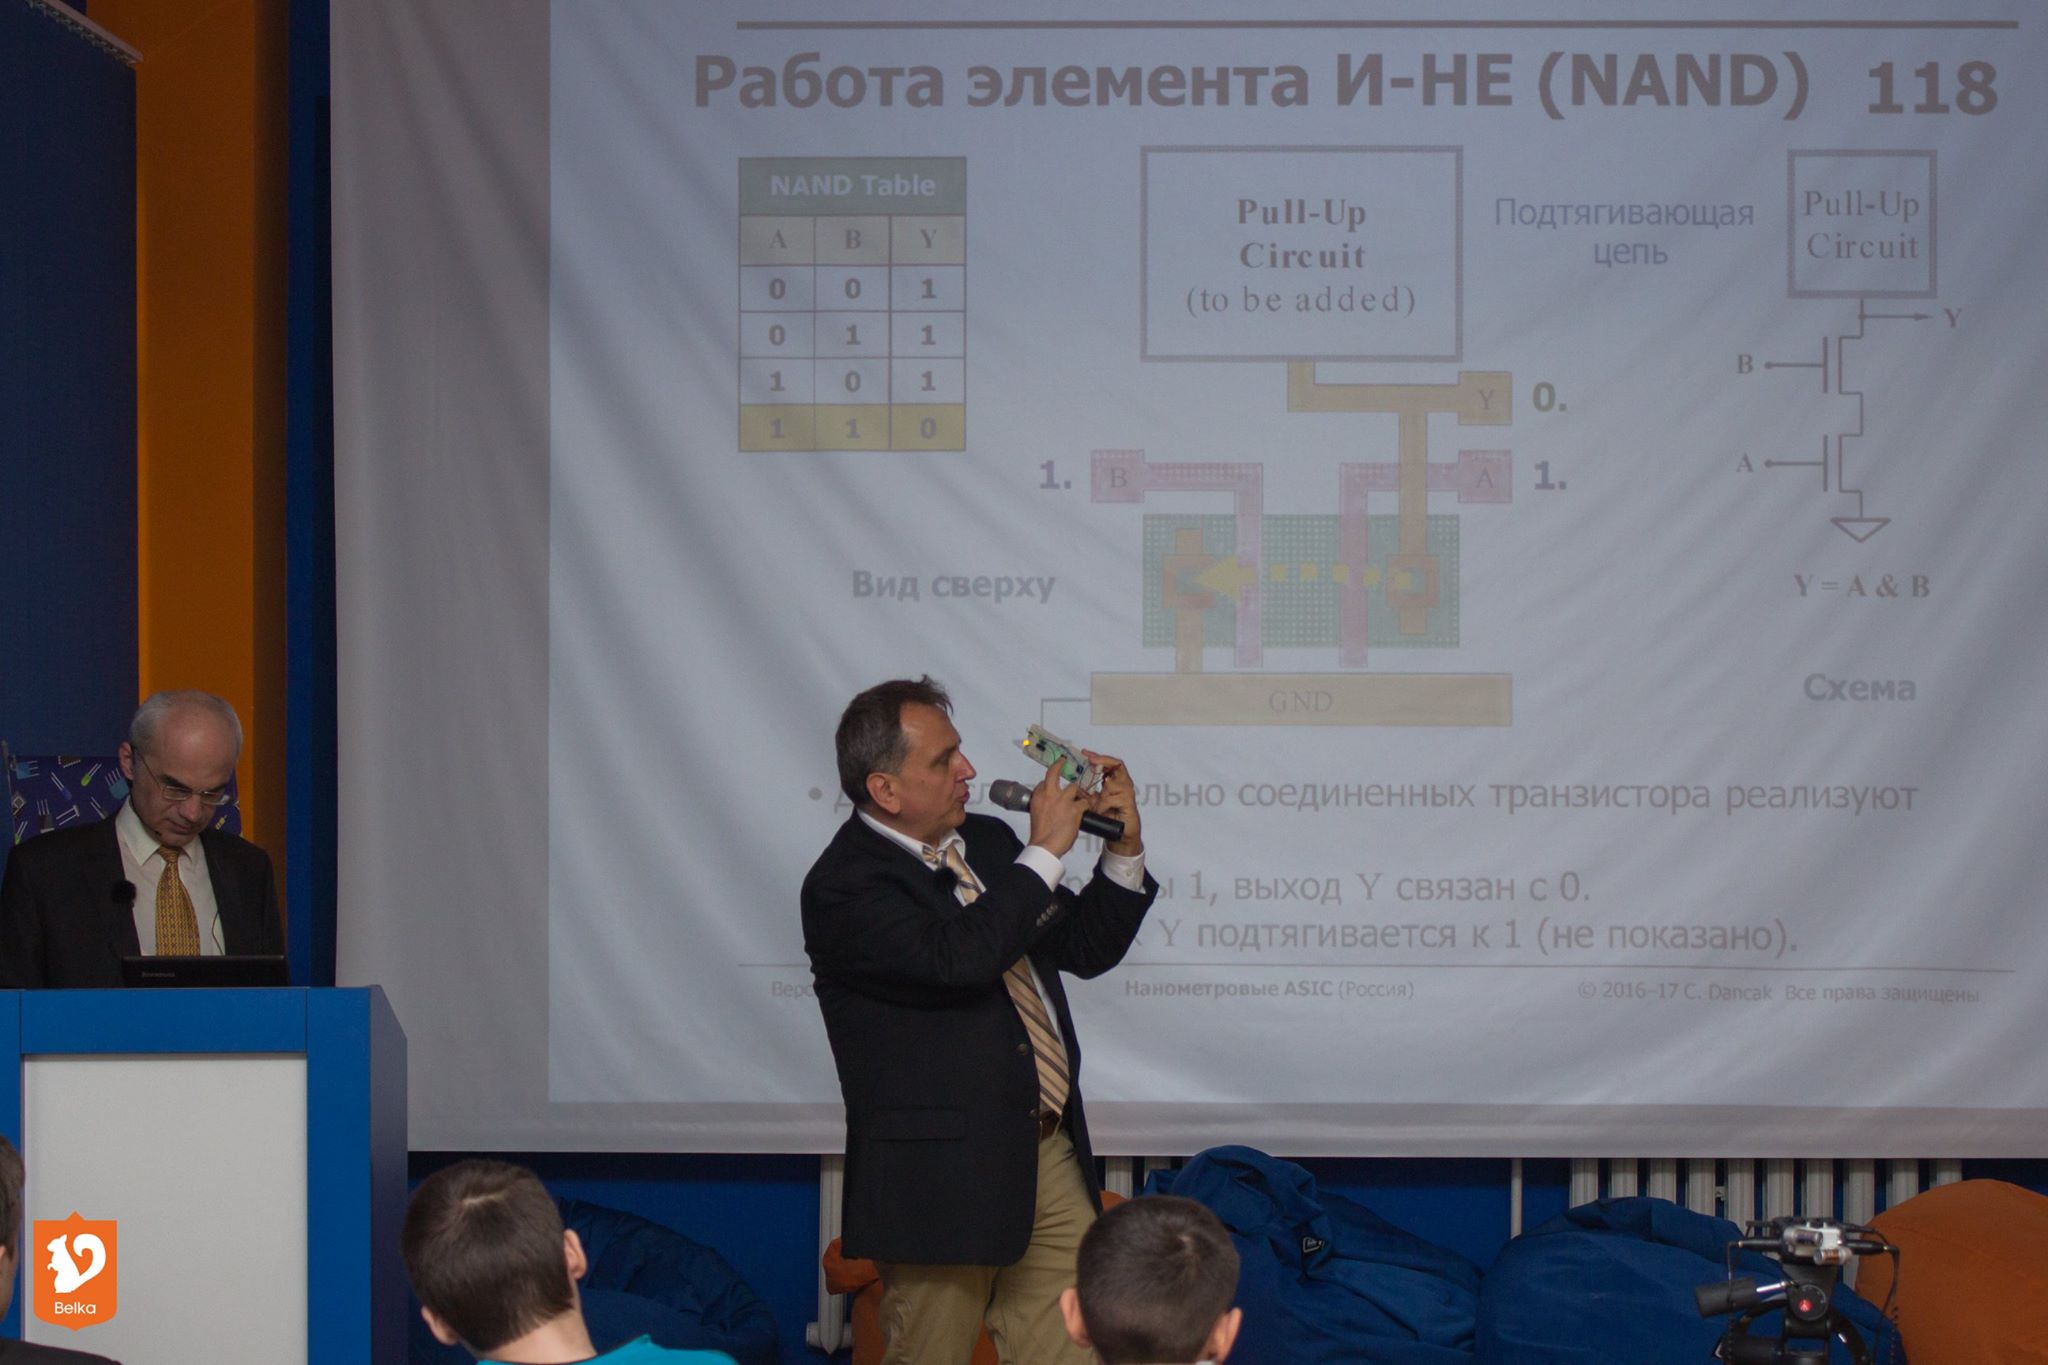 Работа элемента И-НЕ (NAND) 118
NAND Table
A B Y
0 0 1
0 1 1
1 0 1
1 1 0
Pull-Up
Circuit
(to be added)
Подтягивающая
цепь
Pull-Up
Circuit
Y
B
A
Y = A & B
Схема
Y 0.
1. B
A 1.
Вид сверху
GND
• соединенных транзистора реализуют
1, выход Y связан с 0.
Y подтягивается к 1 (не показано).
Нанометровые ASIC (Россия)
© 2016–17 C. Dancak Все права защищены
Belka